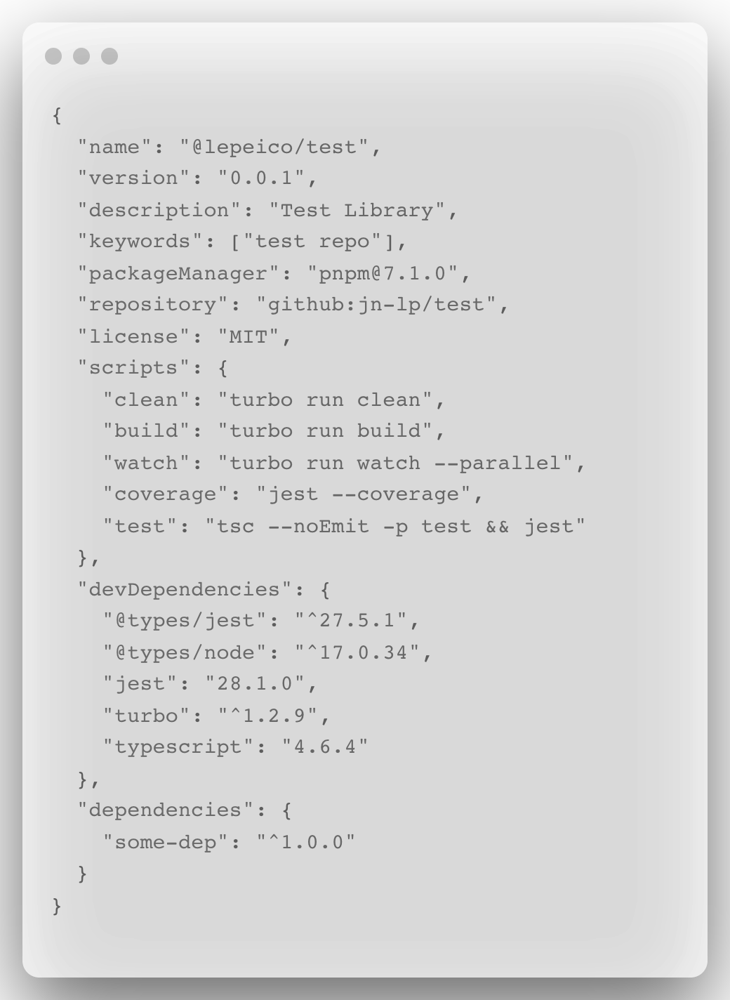 {
  "name": "@lepeico/test",
  "version": "0.0.1",
  "description": "Test Library",
  "keywords": ["test repo"],
  "packageManager": "pnpm@7.1.0",
  "repository": "github:jn-lp/test",
  "license": "MIT",
  "scripts": {
    "clean": "turbo run clean",
    "build": "turbo run build",
    "watch": "turbo run watch --parallel",
    "coverage": "jest --coverage",
    "test": "tsc --noEmit -p test && jest"
  },
  "devDependencies": {
    "@types/jest": "^27.5.1",
    "@types/node": "^17.0.34",
    "jest": "28.1.0",
    "turbo": "^1.2.9",
    "typescript": "4.6.4"
  },
  "dependencies": {
    "some-dep": "^1.0.0"
  }
}